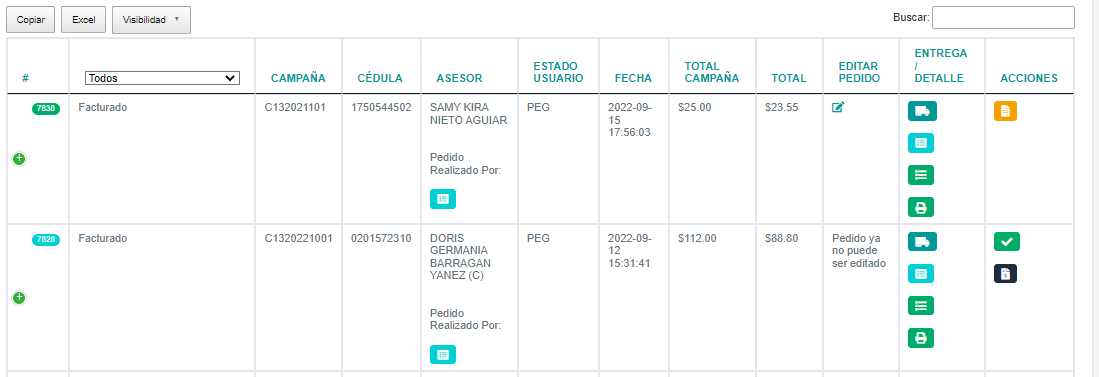 Copiar
Excel
Visibilidad
Buscar:
#
Todos
CAMPAÑA
CÉDULA
ASESOR
ESTADO
USUARIO
FECHA
TOTAL
CAMPAÑA
TOTAL
EDITAR
PEDIDO
ENTREGA
/
DETALLE
ACCIONES
7636
Facturado
C132021101
1750544502
SAMY KIRA
NIETO AGUIAR
Pedido
Realizado Por:
PEG
2022-09-
15
17:56:03
$25.00
$23.55
7626
Facturado
C1320221001
0201572310
DORIS
GERMANIA
BARRAGAN
YANEZ (C)
Pedido
Realizado Por:
PEG
2022-09-
12
15:31:41
$112.00
$88.80
Pedido ya
no puede
ser editado